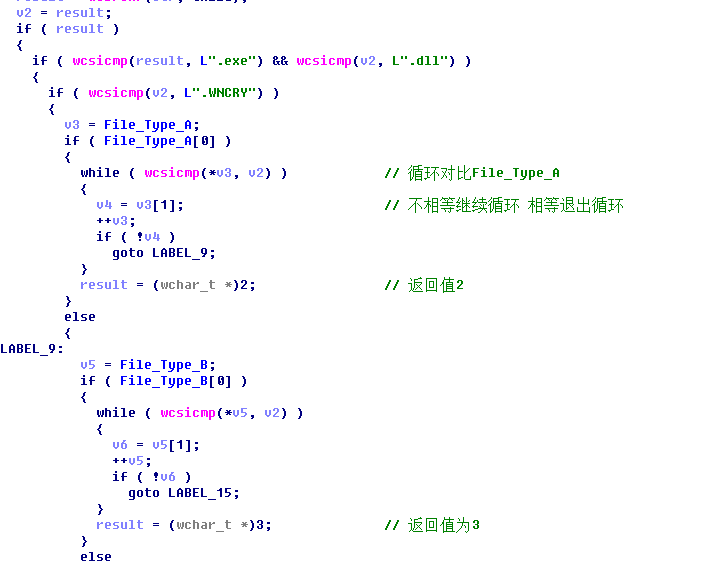 v2 = result;
if ( result )
{
if ( wcsicmp(result, L".exe") && wcsicmp(v2, L".dll") )
{
if ( wcsicmp(v2, L".WNCRY") )
{
v3 = File_Type_A;
if ( File_Type_A[0] )
{
while ( wcsicmp(*v3, v2) ) // 循环对比File_Type_A
{
v4 = v3[1]; // 不相等继续循环 相等退出循环
++v3;
if ( !v4 )
goto LABEL_9;
}
result = (wchar_t *)2; // 返回值2
}
else
{
LABEL_9:
v5 = File_Type_B;
if ( File_Type_B[0] )
{
while ( wcsicmp(*v5, v2) )
{
v6 = v5[1];
++v5;
if ( !v6 )
goto LABEL_15;
}
result = (wchar_t *)3; // 返回值为3
}
else